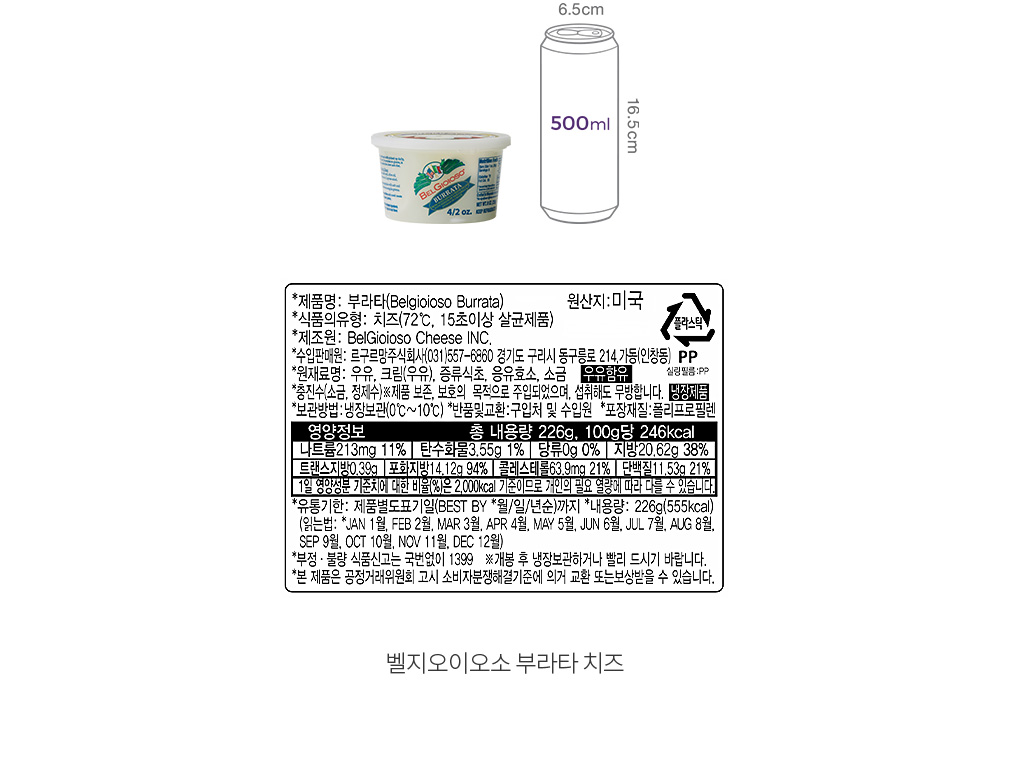 6.5cm
500ml
16.5cm
BELGIOIOSO
BURRATA
4/2 oz.
*제품명: 부라타(Belgioioso Burrata) 원산지:미국
*식품의유형: 치즈(72℃, 15초이상 살균제품)
플라스틱
*제조원: BelGioioso Cheese INC.
*수입판매원: 르구르망주식회사(031)557-6860 경기도 구리시 동구릉로 214,가동(인창동)
PP
*원재료명: 우유, 크림(우유), 증류식초, 응유효소, 소금 우유함유
실링필름:PP
*충진수(소금, 정제수)※제품 보존, 보호의 목적으로 주입되었으며, 섭취해도 무방합니다. 냉장제품
*보관방법:냉장보관(0℃~10℃) *반품및교환:구입처 및 수입원 *포장재질:폴리프로필렌
영양정보 총 내용량 226g, 100g당 246kcal
나트륨213mg 11% 탄수화물3.55g 1% 당류0g 0% 지방20.62g 38%
트랜스지방0.39g 포화지방14.12g 94% 콜레스테롤63.9mg 21% 단백질11.53g 21%
1일 영양성분 기준치에 대한 비율(%)은 2,000kcal 기준이므로 개인의 필요 열량에 따라 다를 수 있습니다.
*유통기한: 제품별도표기일(BEST BY *월/일/년순)까지 *내용량: 226g(555kcal)
(읽는법: *JAN 1월, FEB 2월, MAR 3월, APR 4월, MAY 5월, JUN 6월, JUL 7월, AUG 8월,
SEP 9월, OCT 10월, NOV 11월, DEC 12월)
*부정·불량 식품신고는 국번없이 1399 ※개봉 후 냉장보관하거나 빨리 드시기 바랍니다.
*본 제품은 공정거래위원회 고시 소비자분쟁해결기준에 의거 교환 또는보상받을 수 있습니다.
벨지오이오소 부라타 치즈